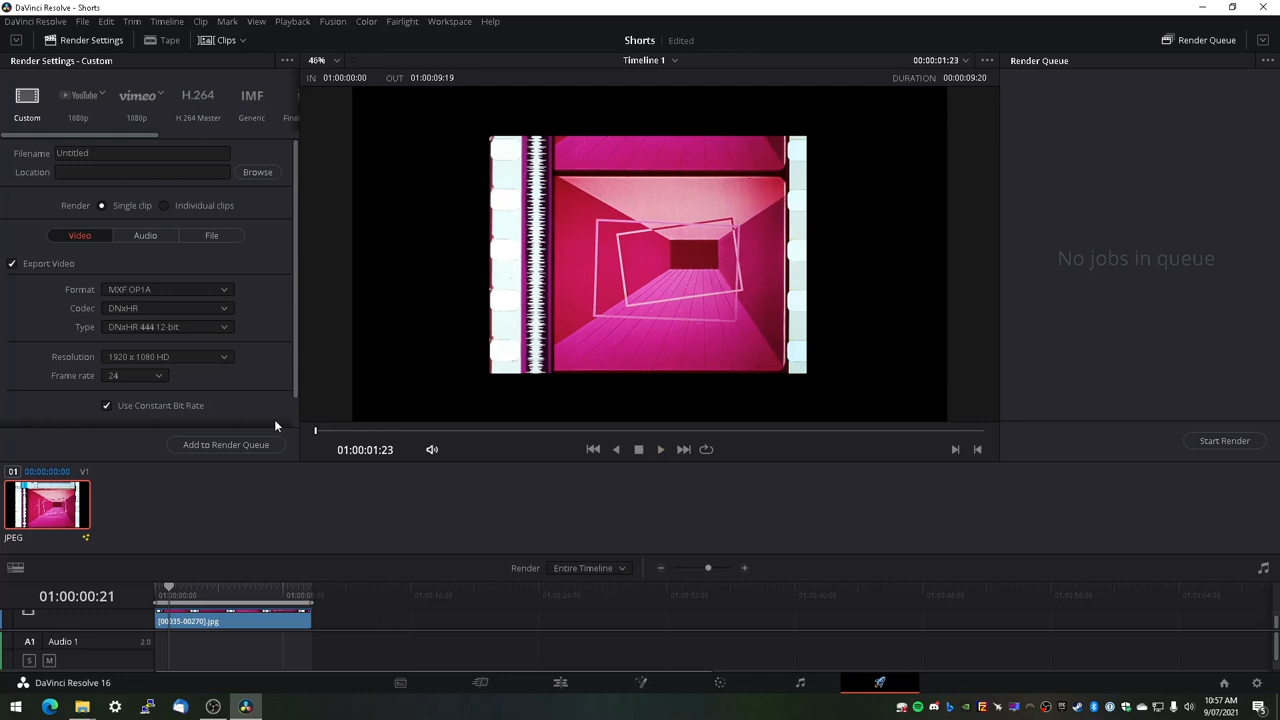 DaVinci Resolve - Shorts
DaVinci Resolve File Edit Trim Timeline Clip Mark View Playback Fusion Color Fairlight Workspace Help
Render Settings Tape Clips Shorts Edited Render Queue
Render Settings - Custom 46% Timeline 1 00:00:01:23 Render Queue
IN 01:00:00:00 OUT 01:00:09:19 DURATION 00:00:09:20
YouTube vimeo H.264 IMF
Custom 1080p 1080p H.264 Master Generic
Filename Untitled
Location Browse
Render Single clip Individual clips
Video Audio File
Export Video
No jobs in queue
Format MXF OP1A
Codec DNxHR
Type DNxHR 444 12-bit
Resolution 1920 x 1080 HD
Frame rate 24
Use Constant Bit Rate
Add to Render Queue 01:00:01:23 Start Render
01 00:00:00:00 V1
JPEG
Render Entire Timeline
01:00:00:21
[00035-00270].jpg
A1 Audio 1 2.0
S M
DaVinci Resolve 16
10:57 AM
9/07/2021